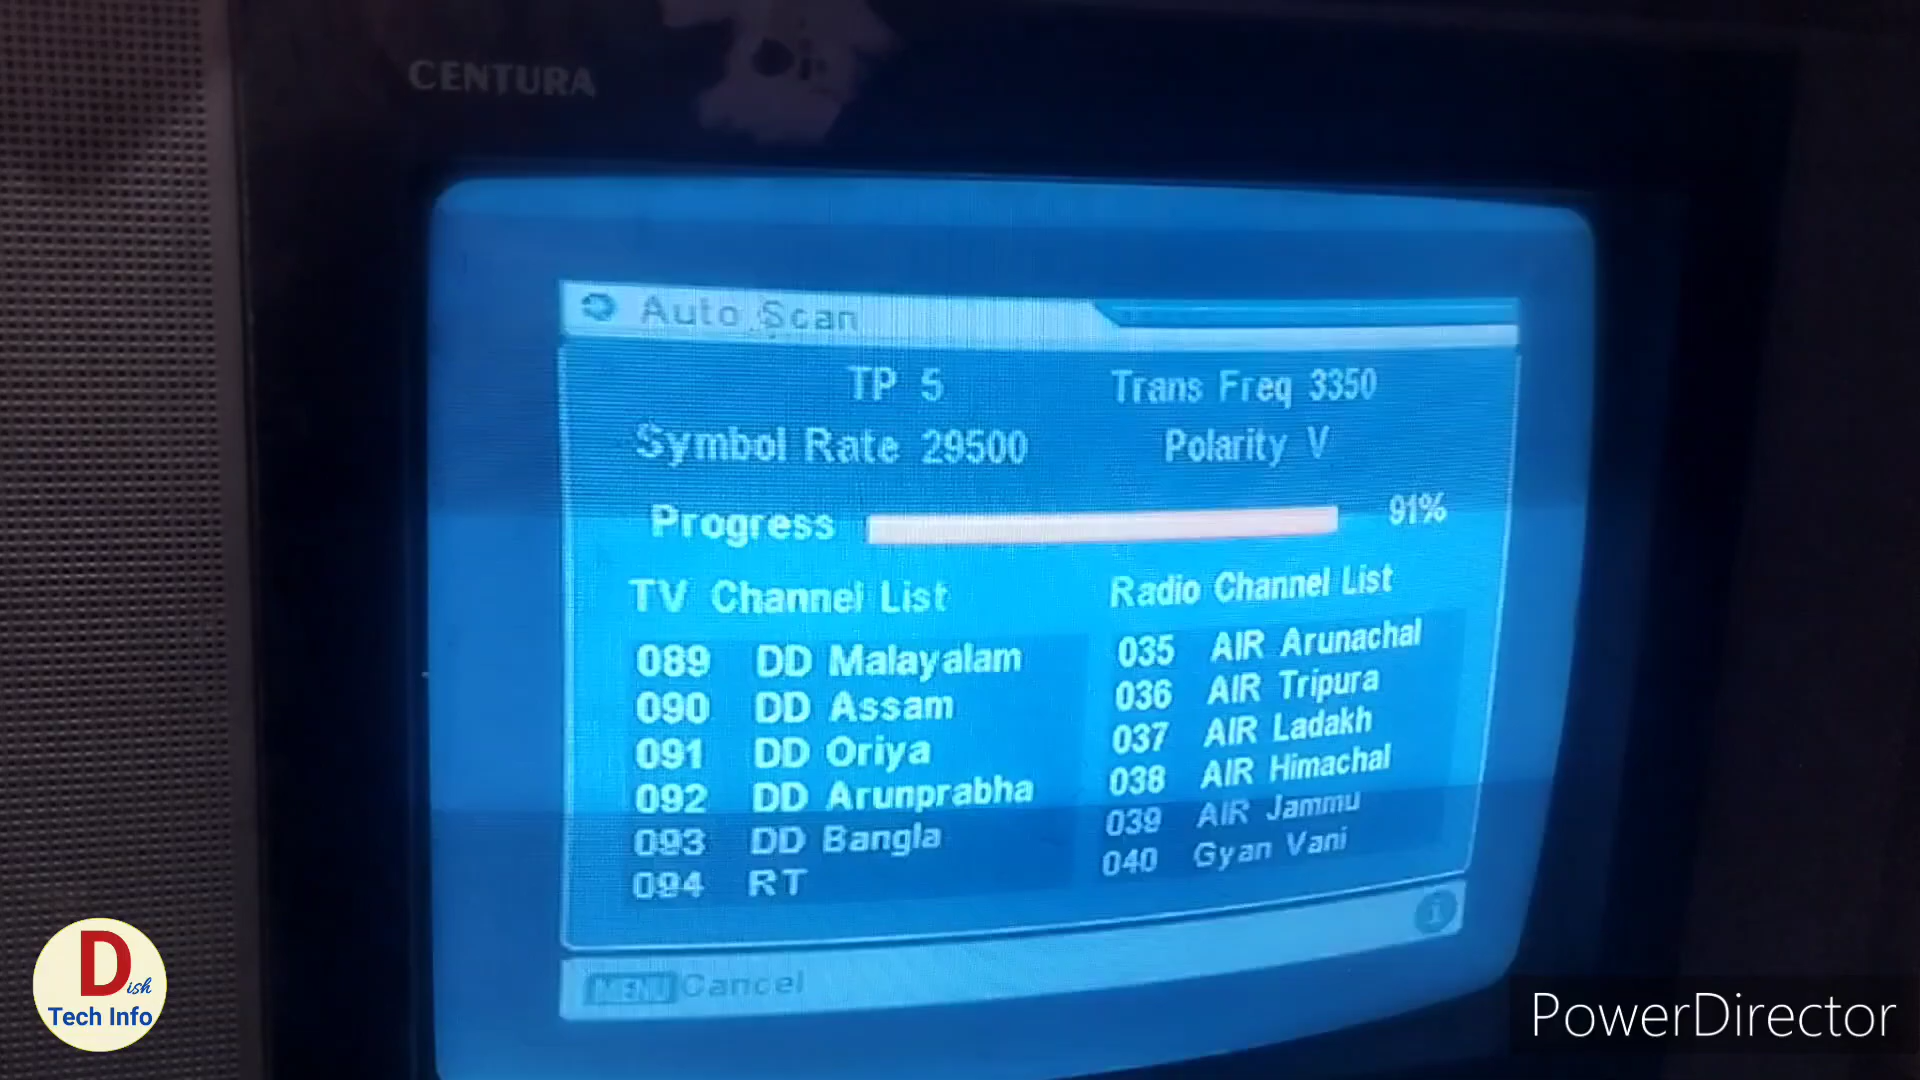 CENTURA
Auto Scan
TP 5 Trans Freq 3350
Symbol Rate 29500 Polarity V
Progress 91%
TV Channel List Radio Channel List
089 DD Malayalam 035 AIR Arunachal
090 DD Assam 036 AIR Tripura
091 DD Oriya 037 AIR Ladakh
092 DD Arunprabha 038 AIR Himachal
093 DD Bangla 039 AIR Jammu
094 RT 040 Gyan Vani
i
MENU Cancel
Dish
Tech Info
PowerDirector